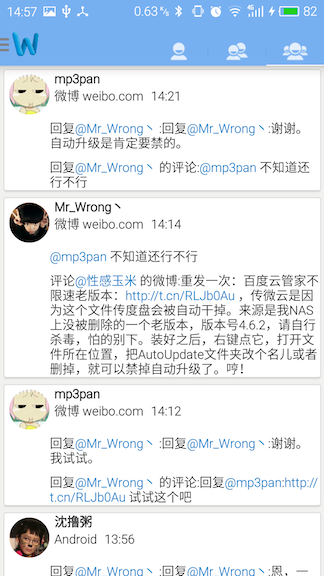 14:57 0.63 K/s 4G 82
W
mp3pan
微博 weibo.com 14:21
回复@Mr_Wrong丶:回复@Mr_Wrong丶:谢谢。
自动升级是肯定要禁的。
回复@Mr_Wrong丶 的评论:@mp3pan 不知道还
行不行
Mr_Wrong丶
微博 weibo.com 14:14
@mp3pan 不知道还行不行
评论@性感玉米 的微博:重发一次：百度云管家不
限速老版本：http://t.cn/RLJb0Au ，传微云是因
为这个文件传度盘会被自动干掉。来源是我NAS
上没被删除的一个老版本，版本号4.6.2，请自行
杀毒，怕的别下。装好之后，右键点它，打开文
件所在位置，把AutoUpdate文件夹改个名儿或者
删掉，就可以禁掉自动升级了。哼！
mp3pan
微博 weibo.com 14:12
回复@Mr_Wrong丶:回复@Mr_Wrong丶:谢谢。
我试试。
回复@Mr_Wrong丶 的评论:回复@mp3pan:http://
t.cn/RLJb0Au 试试这个吧
沈撸粥
Android 13:56
回复@Mr_Wrong丶:回复@Mr_Wrong丶:恩，一